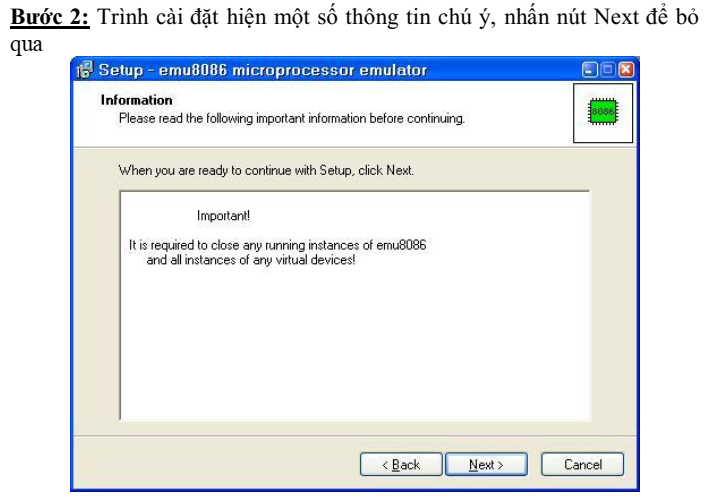 Bước 2: Trình cài đặt hiện một số thông tin chú ý, nhấn nút Next để bỏ
qua
Setup - emu8086 microprocessor emulator
Information
Please read the following important information before continuing.
8086
When you are ready to continue with Setup, click Next.
Important!
It is required to close any running instances of emu8086
and all instances of any virtual devices!
< Back
Next >
Cancel